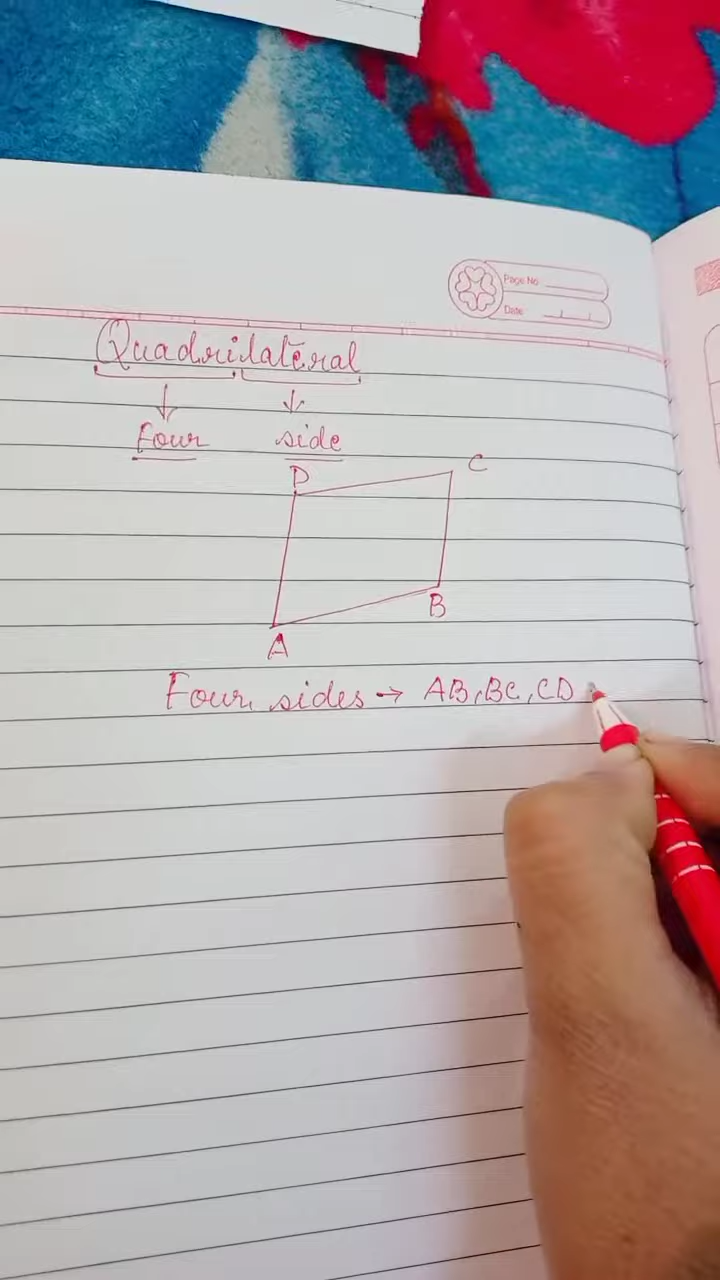 Page No
Date
Quadrilateral
Four side
D
C
B
A
Four sides → AB, BC, CD